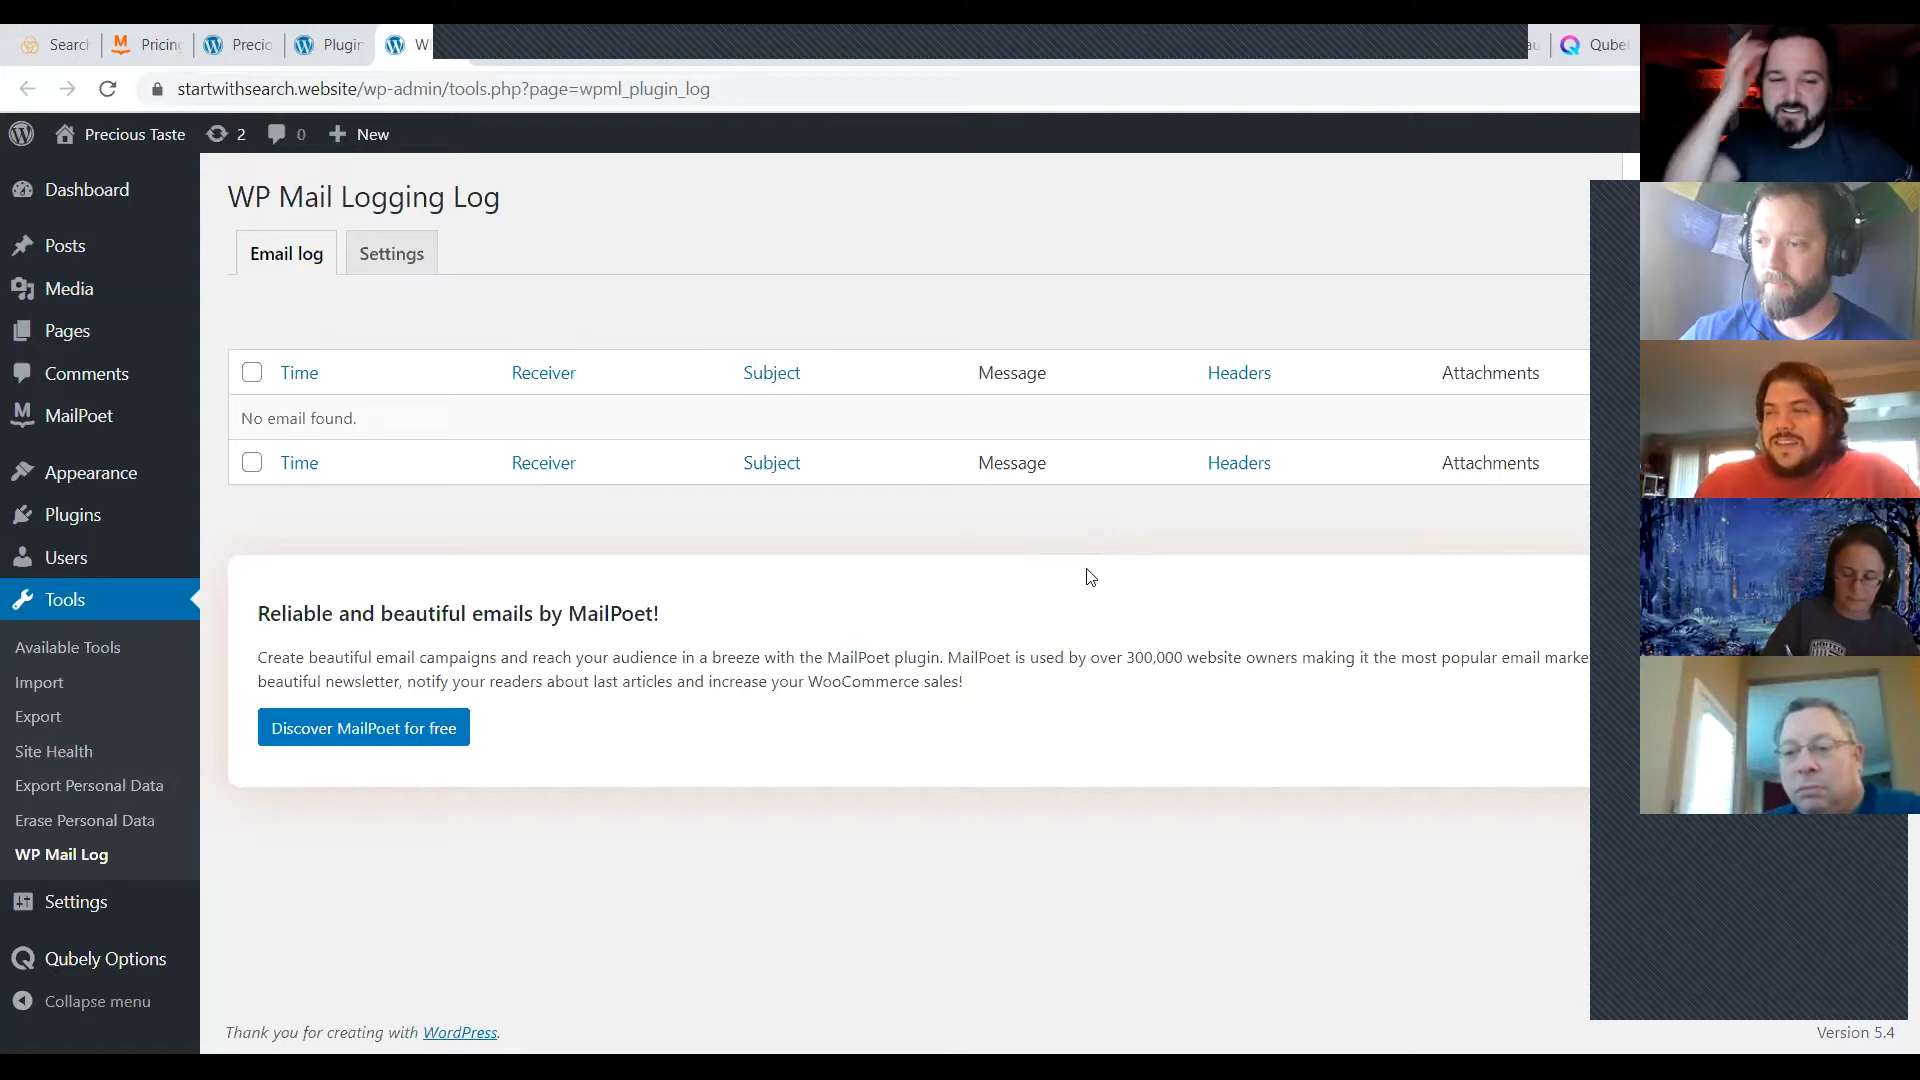 Search
Pricing
Precio
Plugin
W
au
Qubel
startwithsearch.website/wp-admin/tools.php?page=wpml_plugin_log
Precious Taste
2
0
New
Dashboard
Posts
Media
Pages
Comments
MailPoet
Appearance
Plugins
Users
Tools
Available Tools
Import
Export
Site Health
Export Personal Data
Erase Personal Data
WP Mail Log
Settings
Qubely Options
Collapse menu
WP Mail Logging Log
Email log
Settings
Time Receiver Subject Message Headers Attachments
No email found.
Time Receiver Subject Message Headers Attachments
Reliable and beautiful emails by MailPoet!
Create beautiful email campaigns and reach your audience in a breeze with the MailPoet plugin. MailPoet is used by over 300,000 website owners making it the most popular email marke
beautiful newsletter, notify your readers about last articles and increase your WooCommerce sales!
Discover MailPoet for free
Thank you for creating with WordPress.
Version 5.4